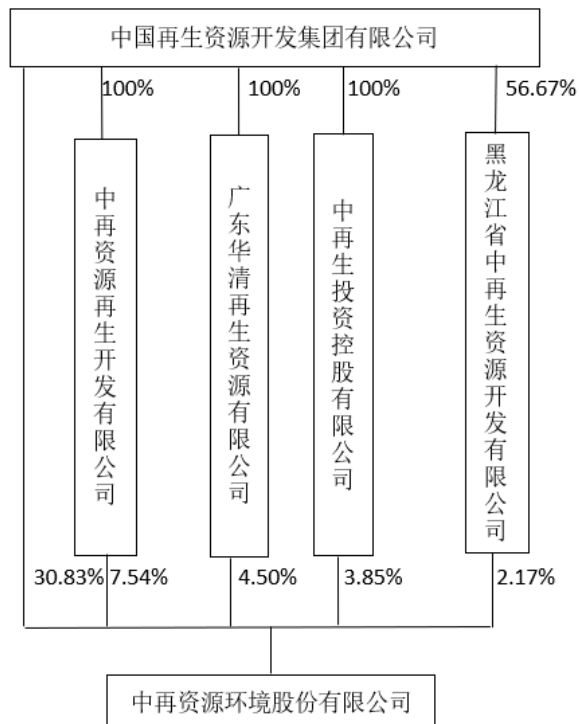 中国再生资源开发集团有限公司
100%
100%
100%
56.67%
中再资源再生开发有限公司
广东华清再生资源有限公司
中再生投资控股有限公司
黑龙江省中再生资源开发有限公司
30.83%
7.54%
4.50%
3.85%
2.17%
中再资源环境股份有限公司